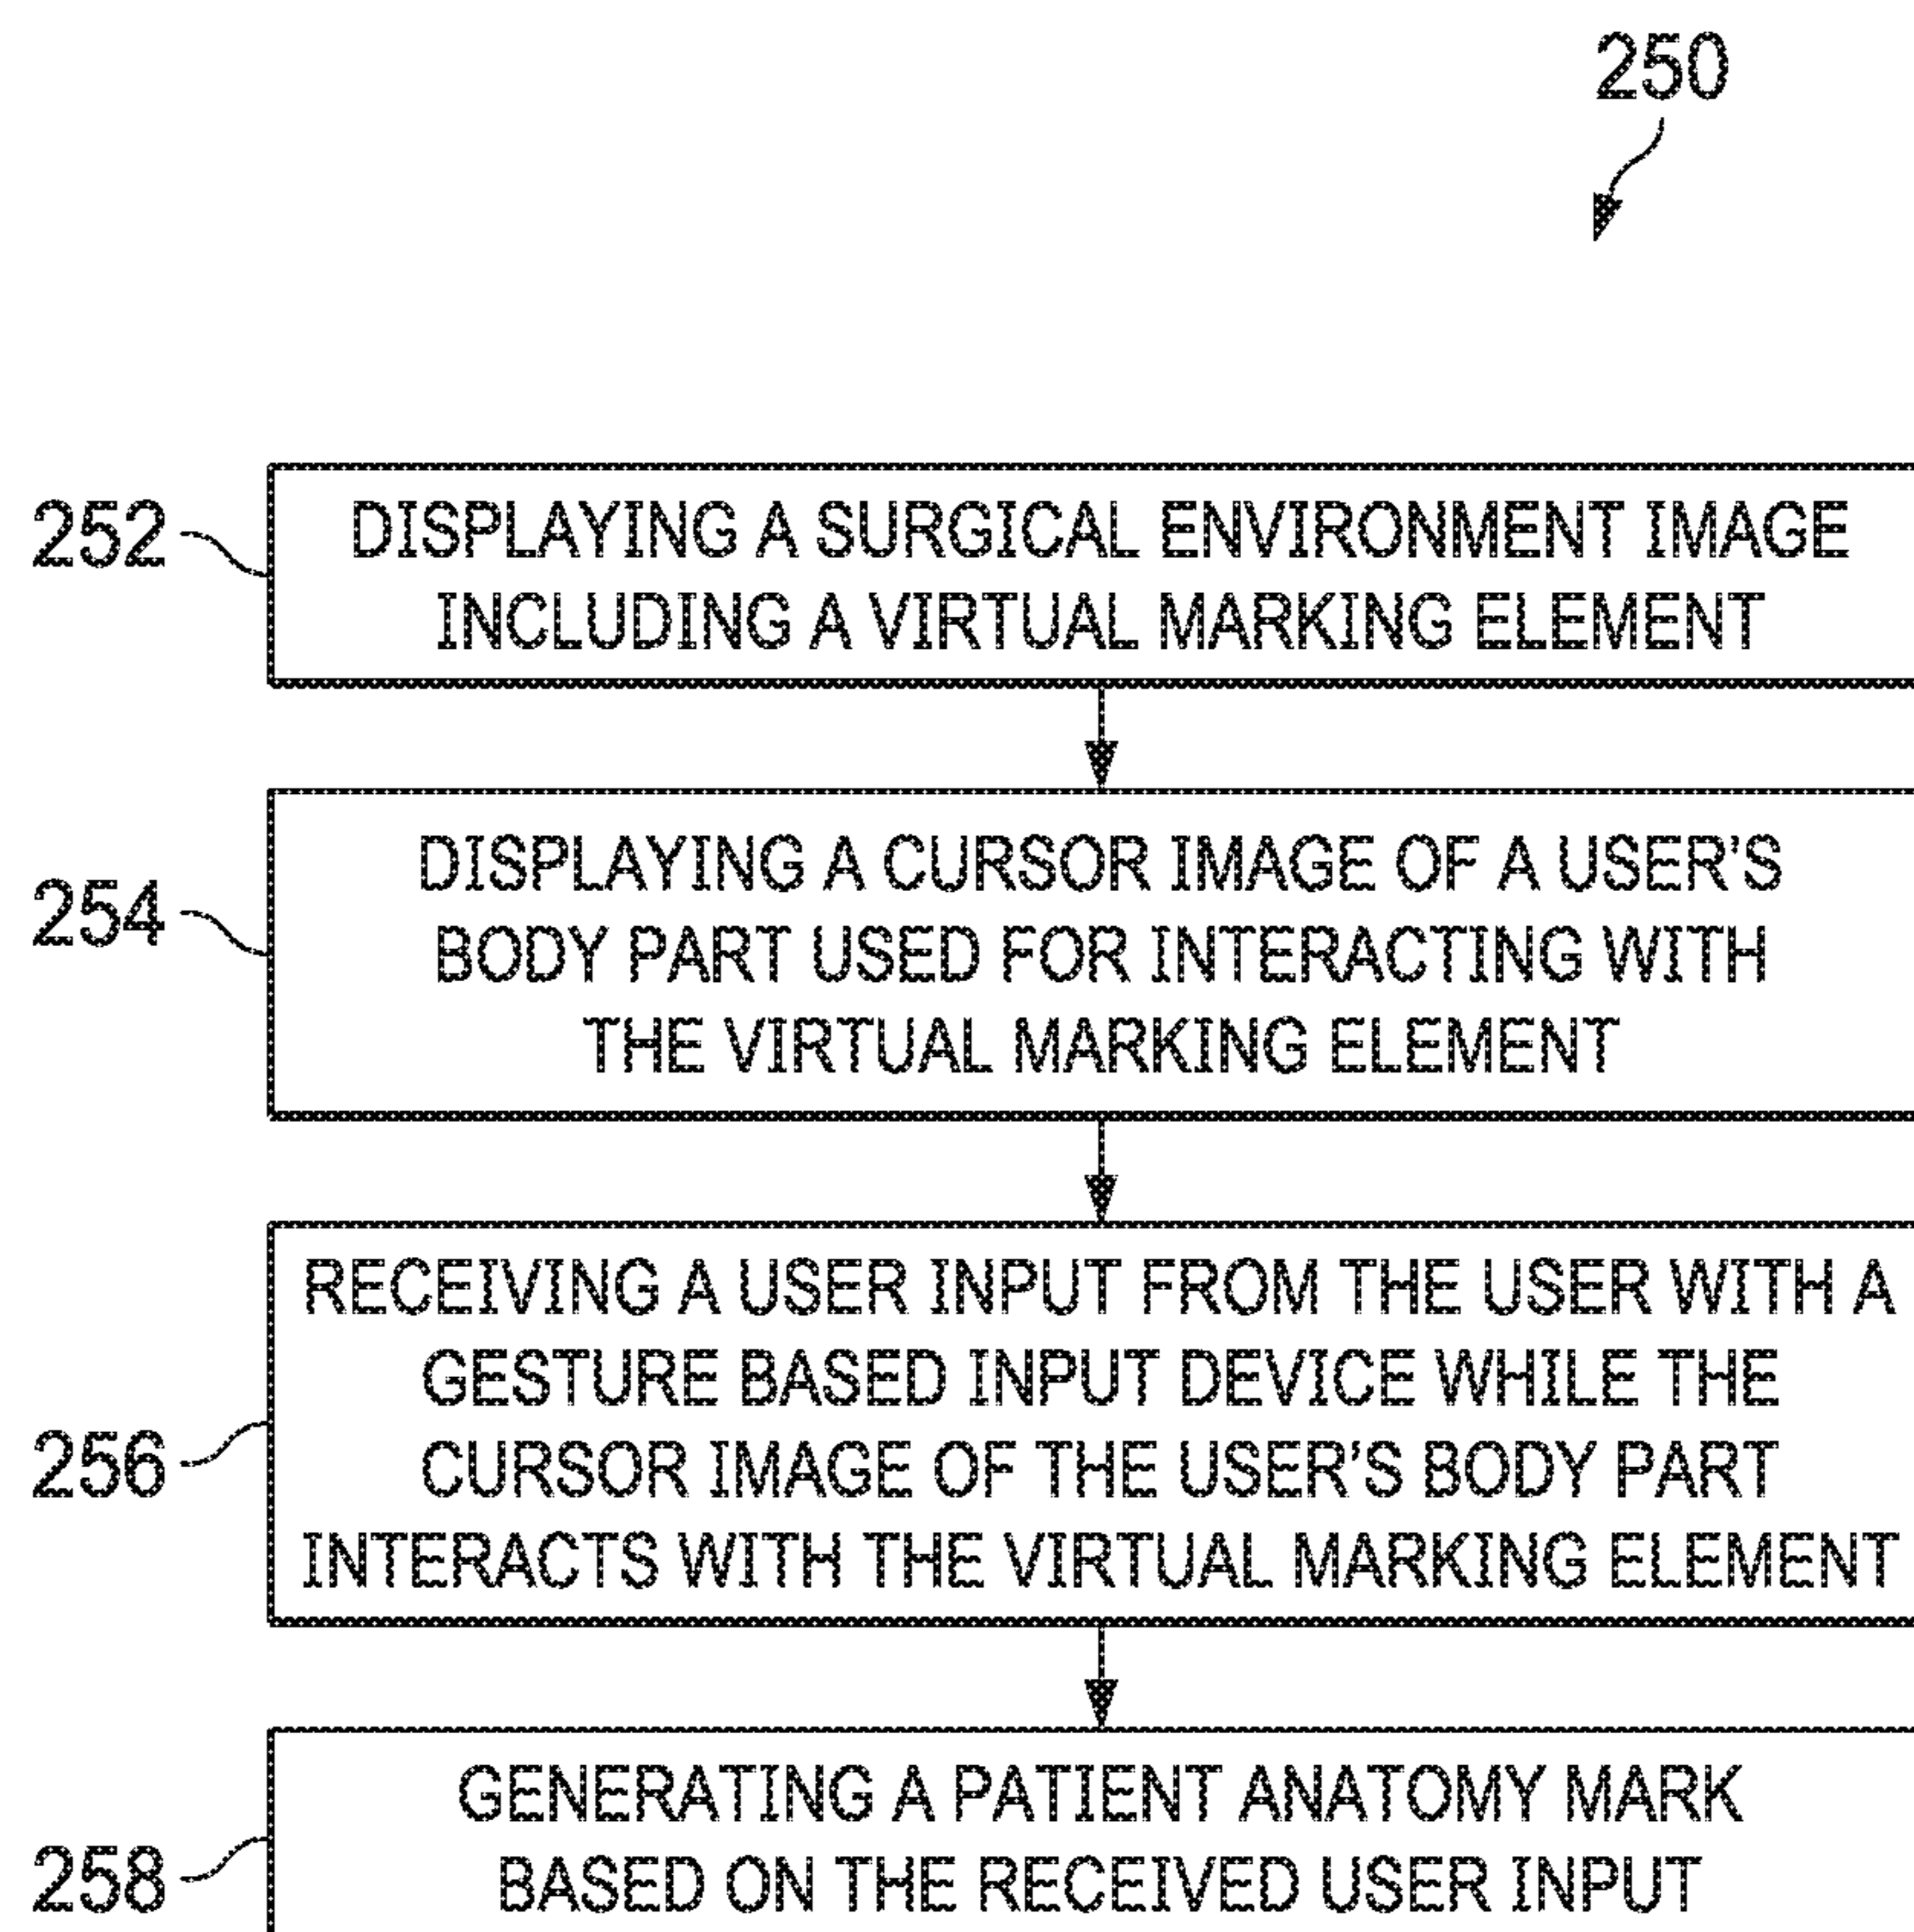 250
252
DISPLAYING A SURGICAL ENVIRONMENT IMAGE
INCLUDING A VIRTUAL MARKING ELEMENT
254
DISPLAYING A CURSOR IMAGE OF A USER'S
BODY PART USED FOR INTERACTING WITH
THE VIRTUAL MARKING ELEMENT
256
RECEIVING A USER INPUT FROM THE USER WITH A
GESTURE BASED INPUT DEVICE WHILE THE
CURSOR IMAGE OF THE USER'S BODY PART
INTERACTS WITH THE VIRTUAL MARKING ELEMENT
258
GENERATING A PATIENT ANATOMY MARK
BASED ON THE RECEIVED USER INPUT